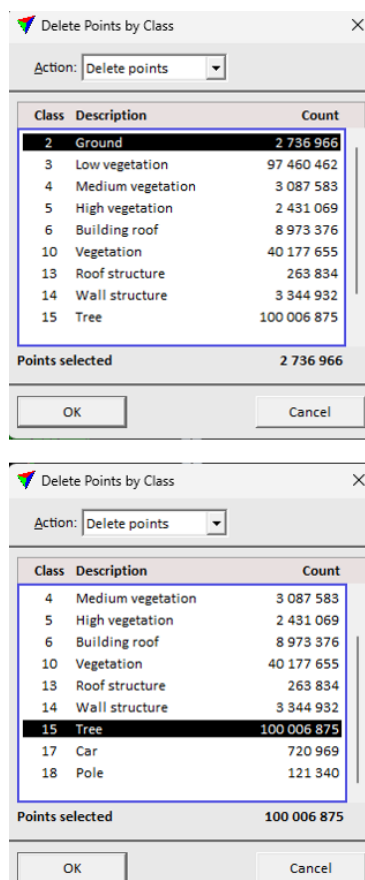 Delete Points by Class
Action: Delete points
Class Description Count
2 Ground 2 736 966
3 Low vegetation 97 460 462
4 Medium vegetation 3 087 583
5 High vegetation 2 431 069
6 Building roof 8 973 376
10 Vegetation 40 177 655
13 Roof structure 263 834
14 Wall structure 3 344 932
15 Tree 100 006 875
Points selected 2 736 966
OK Cancel
Delete Points by Class
Action: Delete points
Class Description Count
4 Medium vegetation 3 087 583
5 High vegetation 2 431 069
6 Building roof 8 973 376
10 Vegetation 40 177 655
13 Roof structure 263 834
14 Wall structure 3 344 932
15 Tree 100 006 875
17 Car 720 969
18 Pole 121 340
Points selected 100 006 875
OK Cancel